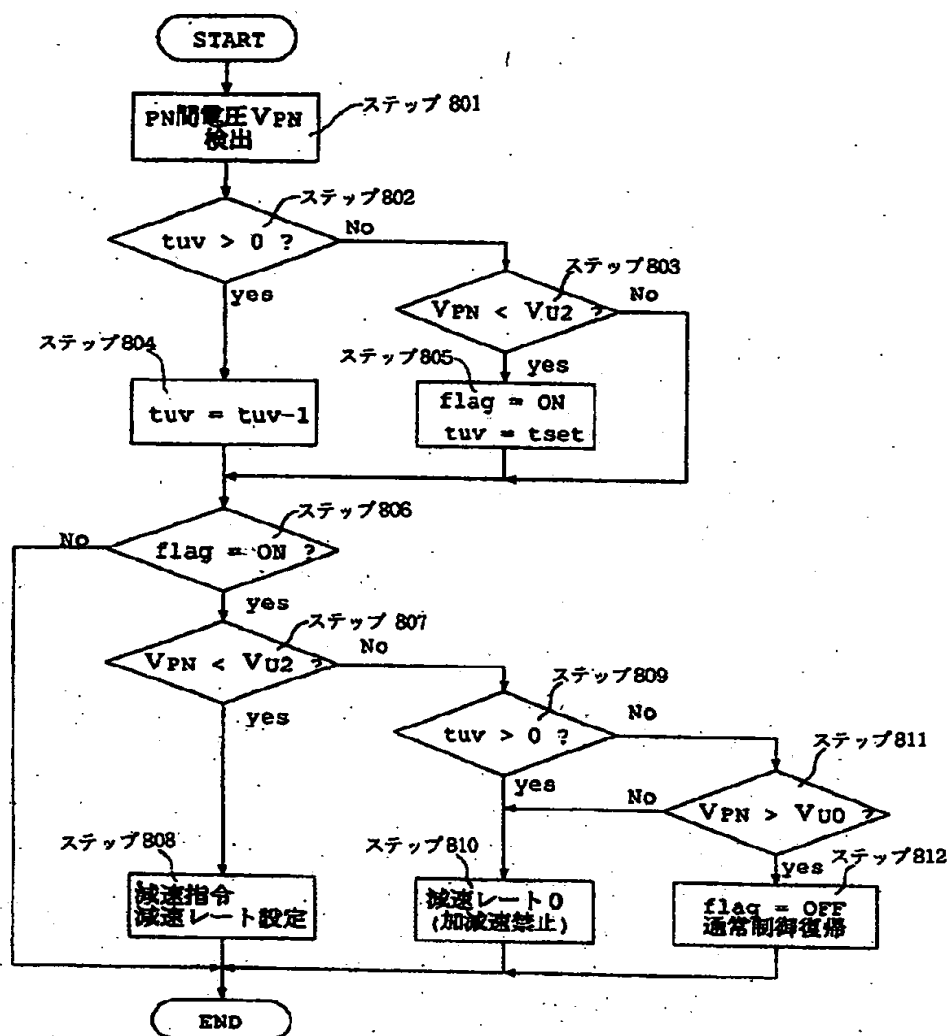 START
PN間電圧VPN
検出
ステップ801
ステップ802
tuv > 0 ?
No
yes
ステップ803
VPN < VU2 ?
No
yes
ステップ804
tuv = tuv-1
ステップ805
flag = ON
tuv = tset
ステップ806
flag = ON ?
No
yes
ステップ 807
VPN < VU2 ?
No
yes
ステップ809
tuv > 0 ?
No
yes
ステップ811
VPN > VU0 ?
No
yes
ステップ808
減速指令
減速レート設定
ステップ810
減速レート0
(加減速禁止)
ステップ812
flag = OFF
通常制御復帰
END